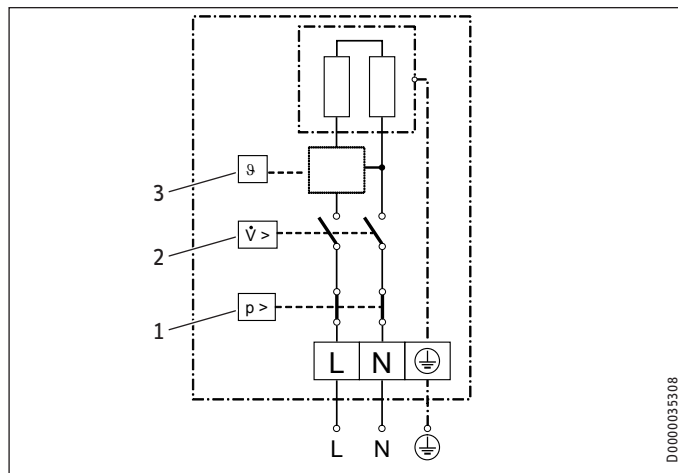 3 ϑ
2 V̇ >
1 p >
L N
L N
D0000035308